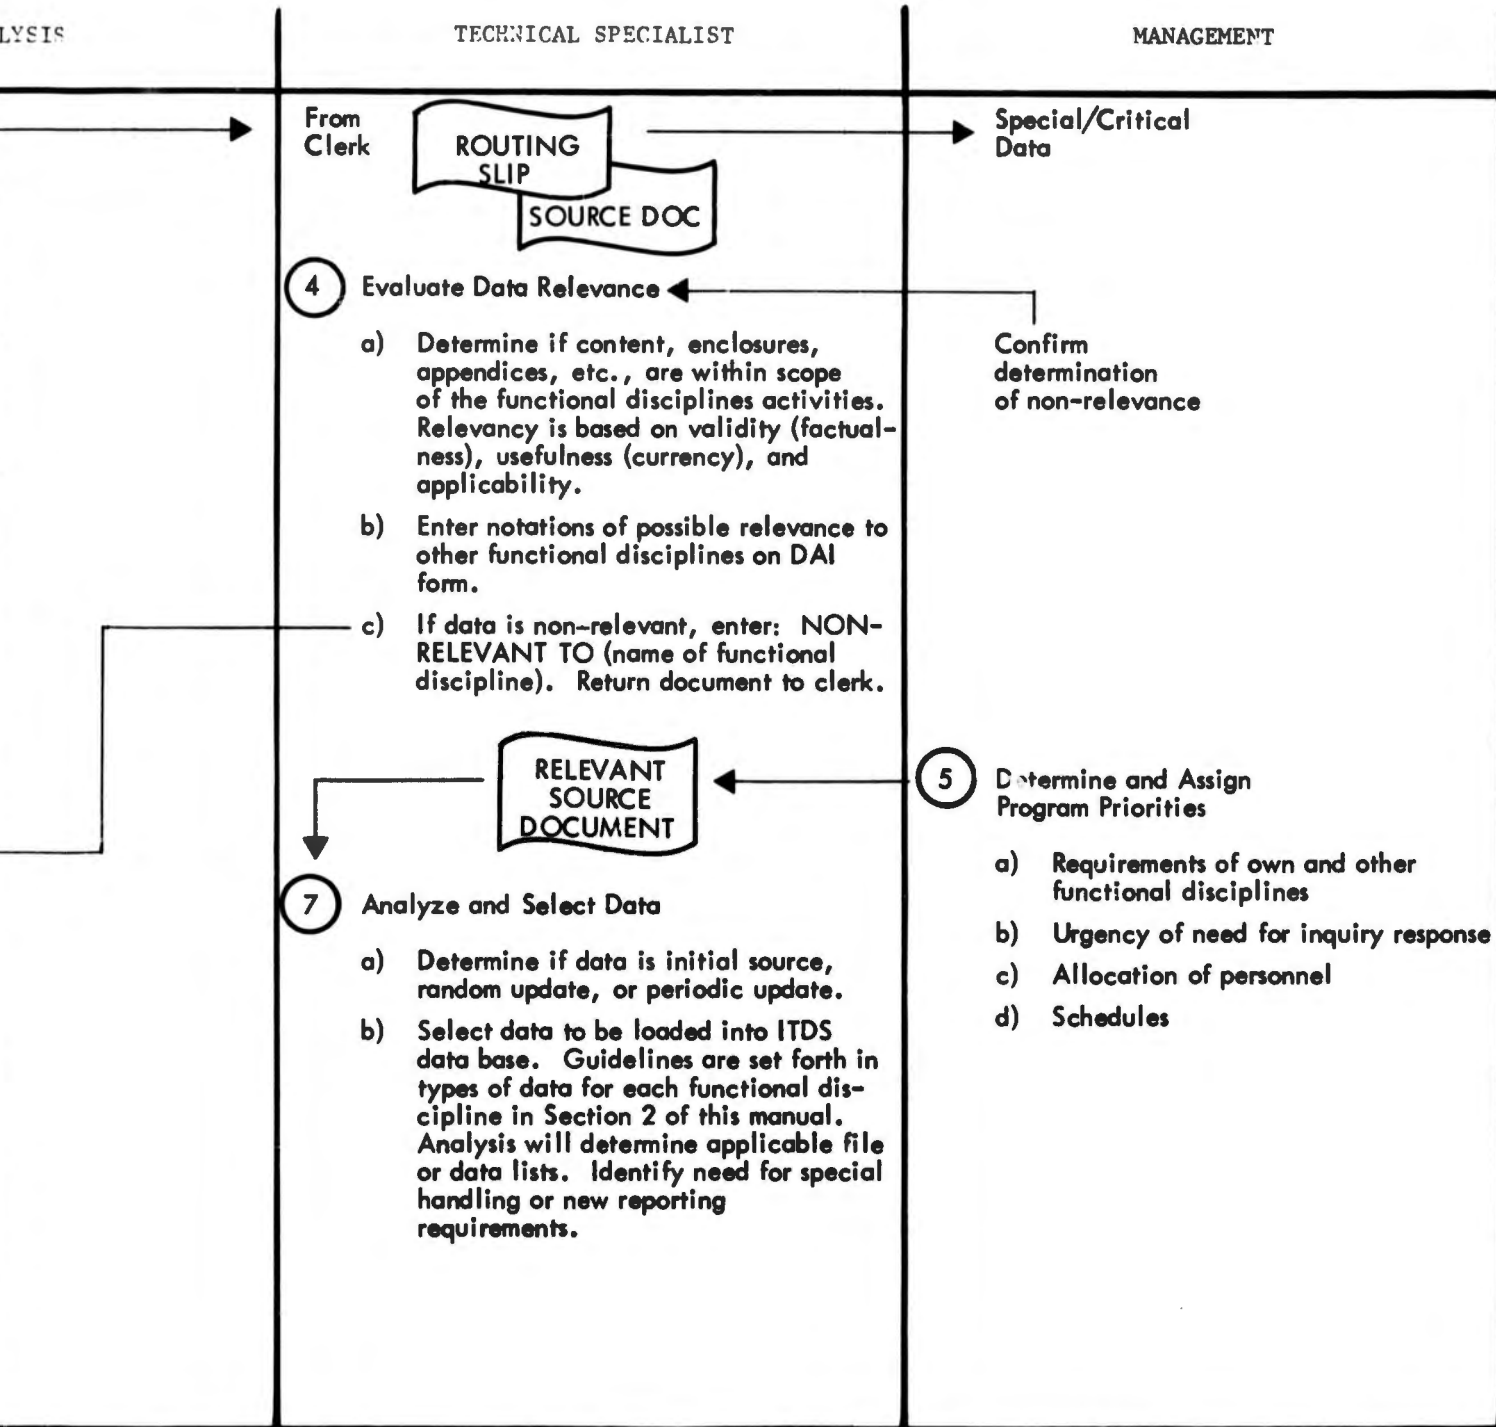 LYSIS
TECHNICAL SPECIALIST
MANAGEMENT
From
Clerk
ROUTING
SLIP
SOURCE DOC
Special/Critical
Data
4 Evaluate Data Relevance
a) Determine if content, enclosures,
appendices, etc., are within scope
of the functional disciplines activities.
Relevancy is based on validity (factual-
ness), usefulness (currency), and
applicability.
b) Enter notations of possible relevance to
other functional disciplines on DAI
form.
c) If data is non-relevant, enter: NON-
RELEVANT TO (name of functional
discipline). Return document to clerk.
Confirm
determination
of non-relevance
RELEVANT
SOURCE
DOCUMENT
5 Determine and Assign
Program Priorities
a) Requirements of own and other
functional disciplines
b) Urgency of need for inquiry response
c) Allocation of personnel
d) Schedules
7 Analyze and Select Data
a) Determine if data is initial source,
random update, or periodic update.
b) Select data to be loaded into ITDS
data base. Guidelines are set forth in
types of data for each functional dis-
cipline in Section 2 of this manual.
Analysis will determine applicable file
or data lists. Identify need for special
handling or new reporting
requirements.